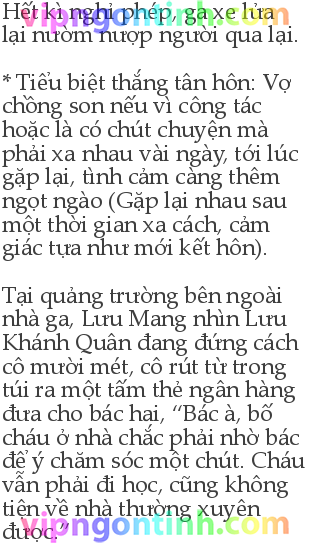 Hết kì nghỉ phép, ga xe lửa
vipngontinh.com
lại nườm nượp người qua lại.
* Tiểu biệt thắng tân hôn: Vợ
chồng son nếu vì công tác
hoặc là có chút chuyện mà
phải xa nhau vài ngày, tới lúc
gặp lại, tình cảm càng thêm
ngọt ngào (Gặp lại nhau sau
một thời gian xa cách, cảm
giác tựa như mới kết hôn).
Tại quảng trường bên ngoài
nhà ga, Lưu Mang nhìn Lưu
Khánh Quân đang đứng cách
cô mười mét, cô rút từ trong
túi ra một tấm thẻ ngân hàng
đưa cho bác hai, “Bác à, bố
cháu ở nhà chắc phải nhờ bác
để ý chăm sóc một chút. Cháu
vẫn phải đi học, cũng không
tiện về nhà thường xuyên
vipngontinh.com
được.”